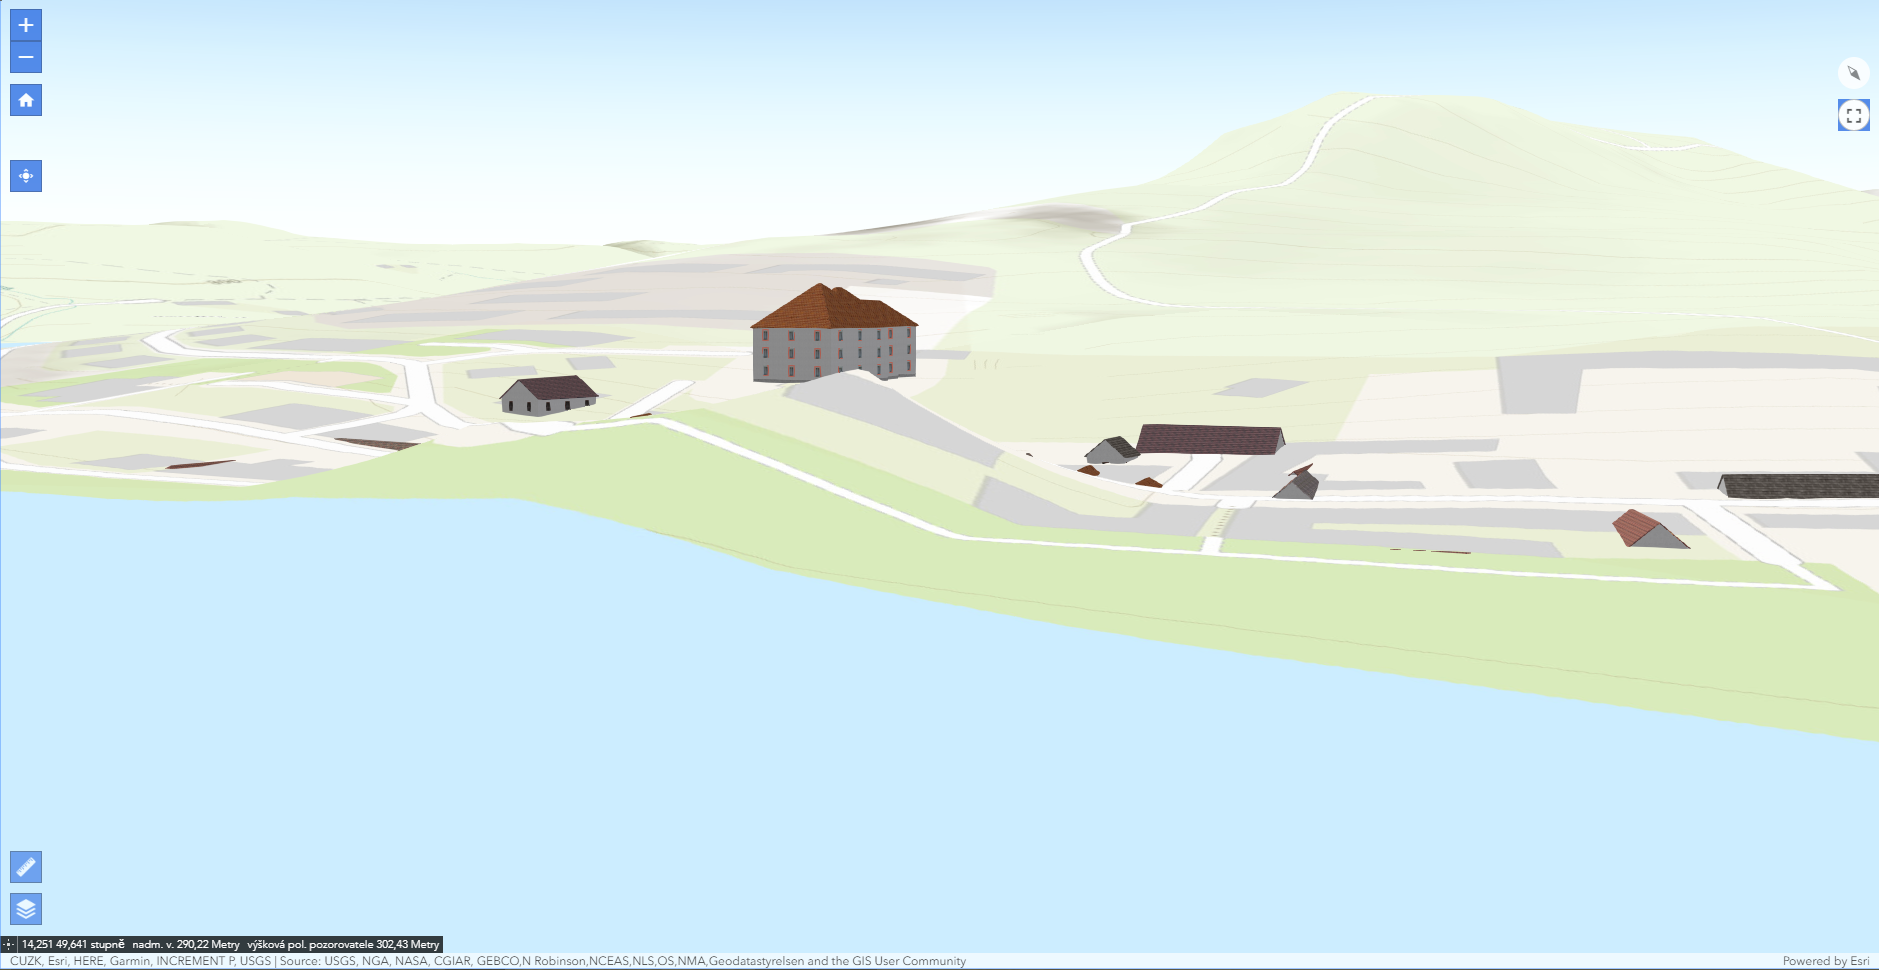 14,251 49,641 stupně nadm. v. 290,22 Metry výšková pol. pozorovatele 302,43 Metry
CUZK, Esri, HERE, Garmin, INCREMENT P, USGS | Source: USGS, NGA, NASA, CGIAR, GEBCO,N Robinson,NCEAS,NLS,OS,NMA,Geodatastyrelsen and the GIS User Community
Powered by Esri